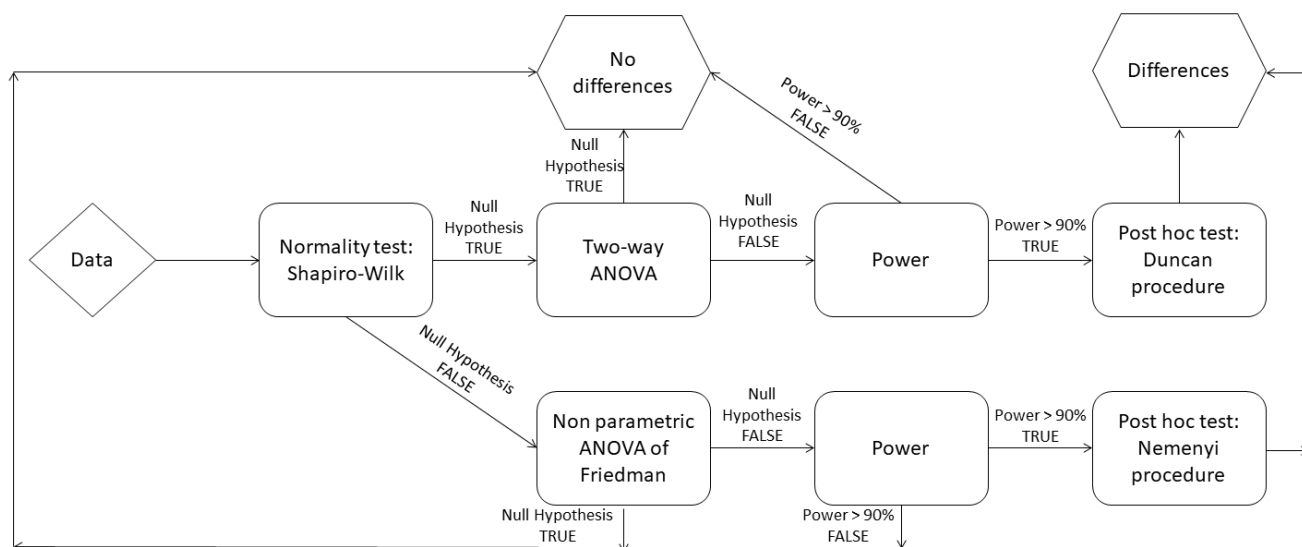 No
differences
Differences
Power > 90%
FALSE
Null
Hypothesis
TRUE
Data
Normality test:
Shapiro-Wilk
Null
Hypothesis
TRUE
Two-way
ANOVA
Null
Hypothesis
FALSE
Power
Power > 90%
TRUE
Post hoc test:
Duncan
procedure
Null Hypothesis
FALSE
Non parametric
ANOVA of
Friedman
Null
Hypothesis
FALSE
Power
Power > 90%
TRUE
Post hoc test:
Nemenyi
procedure
Null Hypothesis
TRUE
Power > 90%
FALSE